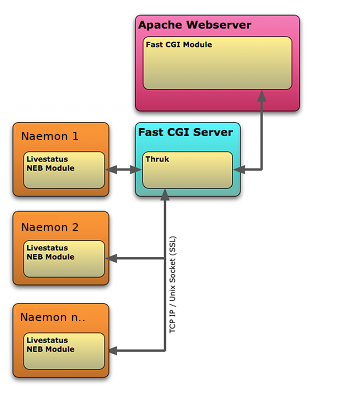 Apache Webserver
Fast CGI Module
Naemon 1
Livestatus
NEB Module
Fast CGI Server
Thruk
Naemon 2
Livestatus
NEB Module
TCP IP / Unix Socket (SSL)
Naemon n..
Livestatus
NEB Module